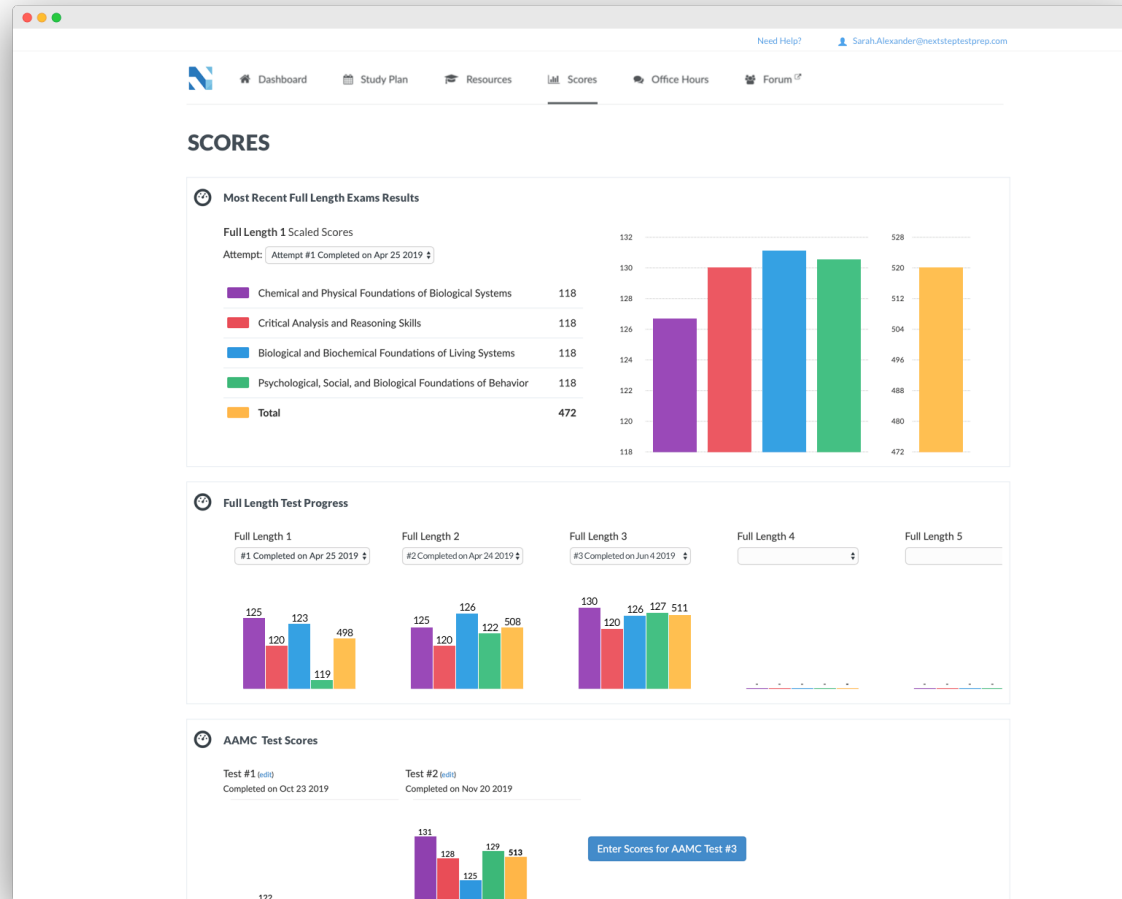 Need Help? Sarah.Alexander@nextsteptestprep.com
N Dashboard Study Plan Resources Scores Office Hours Forum
SCORES
Most Recent Full Length Exams Results
Full Length 1 Scaled Scores
Attempt: Attempt #1 Completed on Apr 25 2019
Chemical and Physical Foundations of Biological Systems 118
Critical Analysis and Reasoning Skills 118
Biological and Biochemical Foundations of Living Systems 118
Psychological, Social, and Biological Foundations of Behavior 118
Total 472
132
130
128
126
124
122
120
118
528
520
512
504
496
488
480
472
Full Length Test Progress
Full Length 1
#1 Completed on Apr 25 2019
125 120 123 119 498
Full Length 2
#2 Completed on Apr 24 2019
125 120 126 122 508
Full Length 3
#3 Completed on Jun 4 2019
130 120 126 127 511
Full Length 4
- - - - -
Full Length 5
- - - -
AAMC Test Scores
Test #1 (edit)
Completed on Oct 23 2019
122
Test #2 (edit)
Completed on Nov 20 2019
131 128 125 129 513
Enter Scores for AAMC Test #3